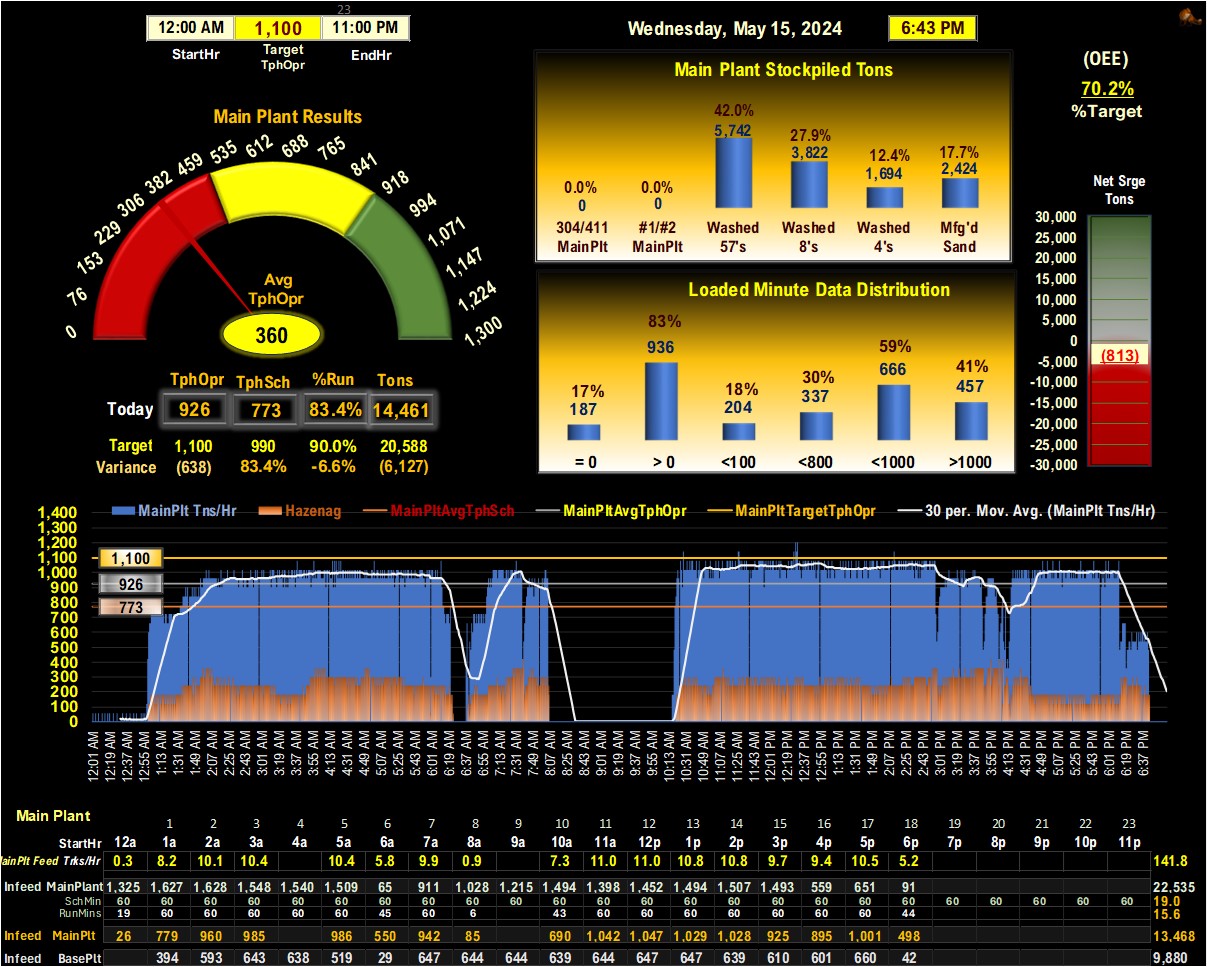 23
12:00 AM 1,100 11:00 PM
StartHr Target TphOpr EndHr
Wednesday, May 15, 2024 6:43 PM
(OEE)
70.2%
%Target
Main Plant Results
0 76 153 229 306 382 459 535 612 688 765 841 918 994 1,071 1,147 1,224 1,300
Avg
TphOpr
360
TphOpr TphSch %Run Tons
Today 926 773 83.4% 14,461
Target 1,100 990 90.0% 20,588
Variance (638) 83.4% -6.6% (6,127)
Main Plant Stockpiled Tons
0.0% 0.0% 42.0% 27.9% 12.4% 17.7%
0 0 5,742 3,822 1,694 2,424
304/411 #1/#2 Washed Washed Washed Mfg'd
MainPlt MainPlt 57's 8's 4's Sand
Loaded Minute Data Distribution
17% 83% 18% 30% 59% 41%
187 936 204 337 666 457
= 0 > 0 <100 <800 <1000 >1000
Net Srge
Tons
30,000
25,000
20,000
15,000
10,000
5,000
0
-5,000
-10,000
-15,000
-20,000
-25,000
-30,000
(813)
MainPlt Tns/Hr Hazenag MainPltAvgTphSch MainPltAvgTphOpr MainPltTargetTphOpr 30 per. Mov. Avg. (MainPlt Tns/Hr)
1,400
1,300
1,200
1,100
1,000
900
800
700
600
500
400
300
200
100
0
1,100
926
773
12:01 AM 12:19 AM 12:37 AM 12:55 AM 1:13 AM 1:31 AM 1:49 AM 2:07 AM 2:25 AM 2:43 AM 3:01 AM 3:19 AM 3:37 AM 3:55 AM 4:13 AM 4:31 AM 4:49 AM 5:07 AM 5:25 AM 5:43 AM 6:01 AM 6:19 AM 6:37 AM 6:55 AM 7:13 AM 7:31 AM 7:49 AM 8:07 AM 8:25 AM 8:43 AM 9:01 AM 9:19 AM 9:37 AM 9:55 AM 10:13 AM 10:31 AM 10:49 AM 11:07 AM 11:25 AM 11:43 AM 12:01 PM 12:19 PM 12:37 PM 12:55 PM 1:13 PM 1:31 PM 1:49 PM 2:07 PM 2:25 PM 2:43 PM 3:01 PM 3:19 PM 3:37 PM 3:55 PM 4:13 PM 4:31 PM 4:49 PM 5:07 PM 5:25 PM 5:43 PM 6:01 PM 6:19 PM 6:37 PM
Main Plant
1 2 3 4 5 6 7 8 9 10 11 12 13 14 15 16 17 18 19 20 21 22 23
StartHr 12a 1a 2a 3a 4a 5a 6a 7a 8a 9a 10a 11a 12p 1p 2p 3p 4p 5p 6p 7p 8p 9p 10p 11p
MainPlt Feed Trks/Hr 0.3 8.2 10.1 10.4 10.4 5.8 9.9 0.9 7.3 11.0 11.0 10.8 10.8 9.7 9.4 10.5 5.2 141.8
Infeed MainPlant 1,325 1,627 1,628 1,548 1,540 1,509 65 911 1,028 1,215 1,494 1,398 1,452 1,494 1,507 1,493 559 651 91 22,535
SchMin 60 60 60 60 60 60 60 60 60 60 60 60 60 60 60 60 60 60 60 60 60 60 60 60 19.0
RunMins 19 60 60 60 60 60 45 60 6 43 60 60 60 60 60 60 60 44 15.6
Infeed MainPlt 26 779 960 985 986 550 942 85 690 1,042 1,047 1,029 1,028 925 895 1,001 498 13,468
Infeed BasePlt 394 593 643 638 519 29 647 644 644 639 644 647 647 639 610 601 660 42 9,880